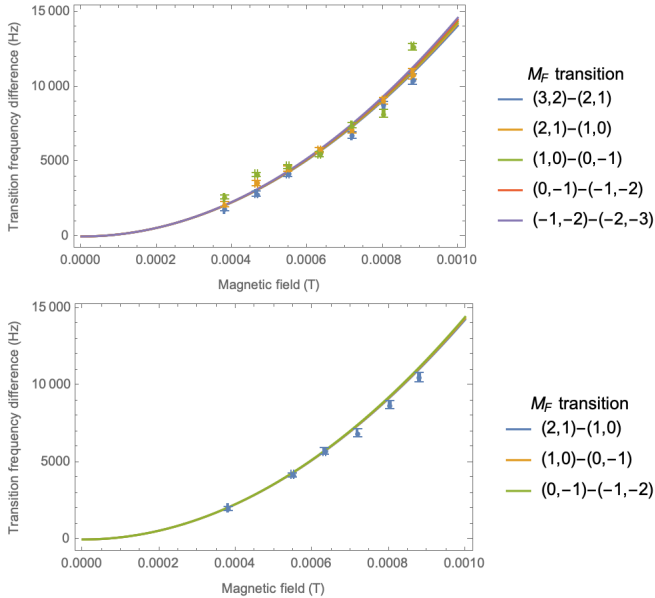 15 000
10 000
5000
0
0.0000 0.0002 0.0004 0.0006 0.0008 0.0010
Transition frequency difference (Hz)
Magnetic field (T)
M_F transition
(3,2)–(2,1)
(2,1)–(1,0)
(1,0)–(0,−1)
(0,−1)–(−1,−2)
(−1,−2)–(−2,−3)
15 000
10 000
5000
0
0.0000 0.0002 0.0004 0.0006 0.0008 0.0010
Transition frequency difference (Hz)
Magnetic field (T)
M_F transition
(2,1)–(1,0)
(1,0)–(0,−1)
(0,−1)–(−1,−2)